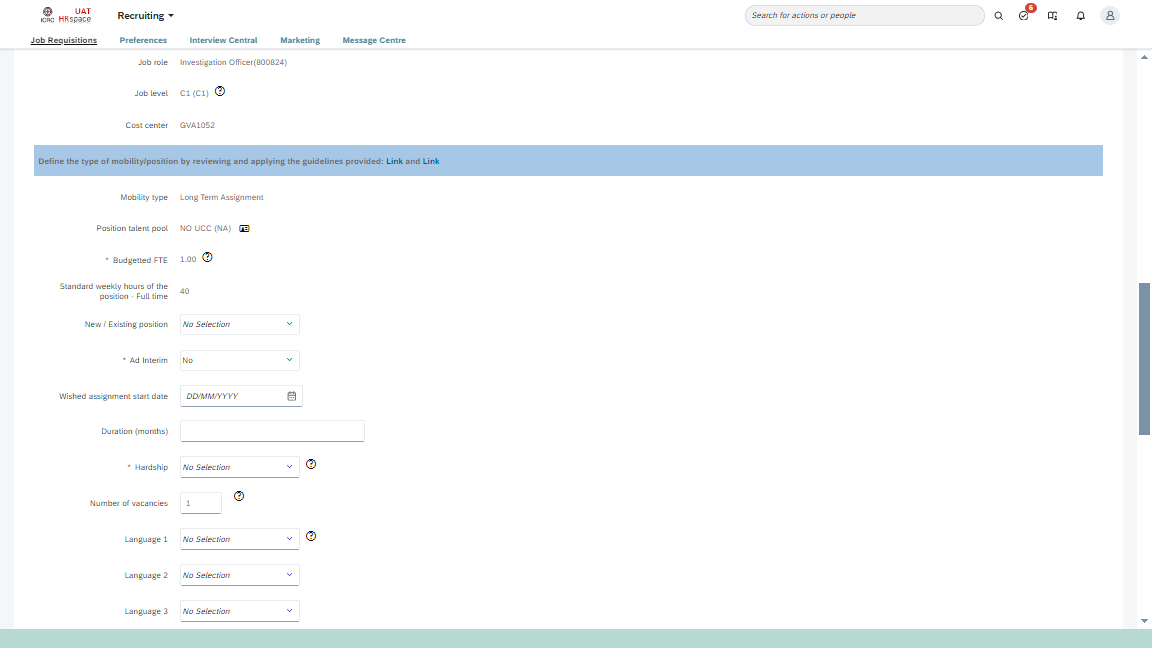 ICRC UAT HRspace
Recruiting
Search for actions or people
6
Job Requisitions Preferences Interview Central Marketing Message Centre
Job role Investigation Officer(800824)
Job level C1 (C1) ?
Cost center GVA1052
Define the type of mobility/position by reviewing and applying the guidelines provided: Link and Link
Mobility type Long Term Assignment
Position talent pool NO UCC (NA)
* Budgetted FTE 1.00 ?
Standard weekly hours of the
position - Full time 40
New / Existing position No Selection
* Ad Interim No
Wished assignment start date DD/MM/YYYY
Duration (months)
* Hardship No Selection ?
Number of vacancies 1 ?
Language 1 No Selection ?
Language 2 No Selection
Language 3 No Selection